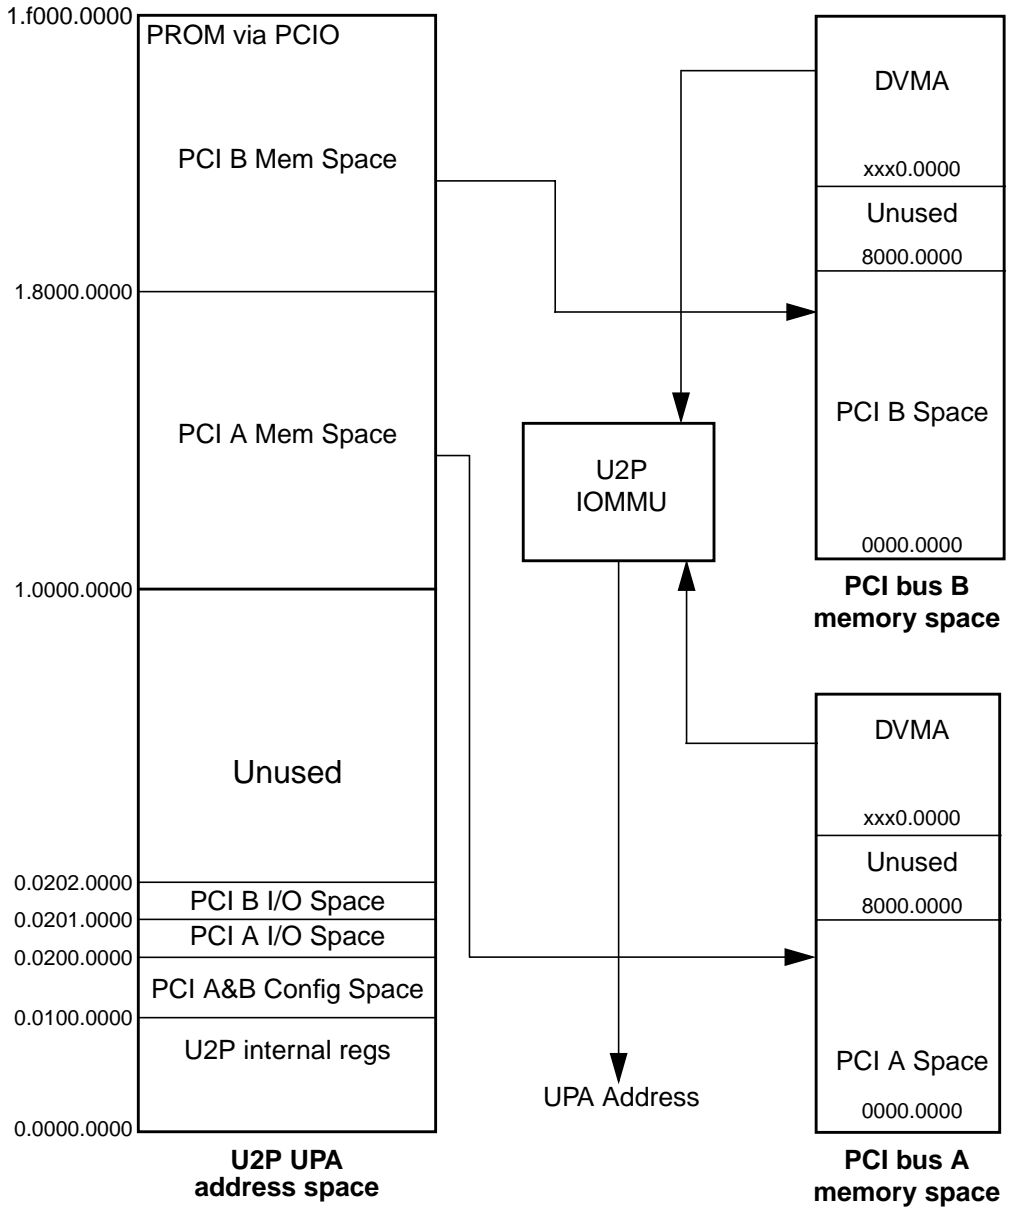 1.f000.0000
PROM via PCIO
PCI B Mem Space
1.8000.0000
PCI A Mem Space
1.0000.0000
Unused
0.0202.0000
PCI B I/O Space
0.0201.0000
PCI A I/O Space
0.0200.0000
PCI A&B Config Space
0.0100.0000
U2P internal regs
0.0000.0000
U2P UPA
address space
U2P
IOMMU
UPA Address
DVMA
xxx0.0000
Unused
8000.0000
PCI B Space
0000.0000
PCI bus B
memory space
DVMA
xxx0.0000
Unused
8000.0000
PCI A Space
0000.0000
PCI bus A
memory space